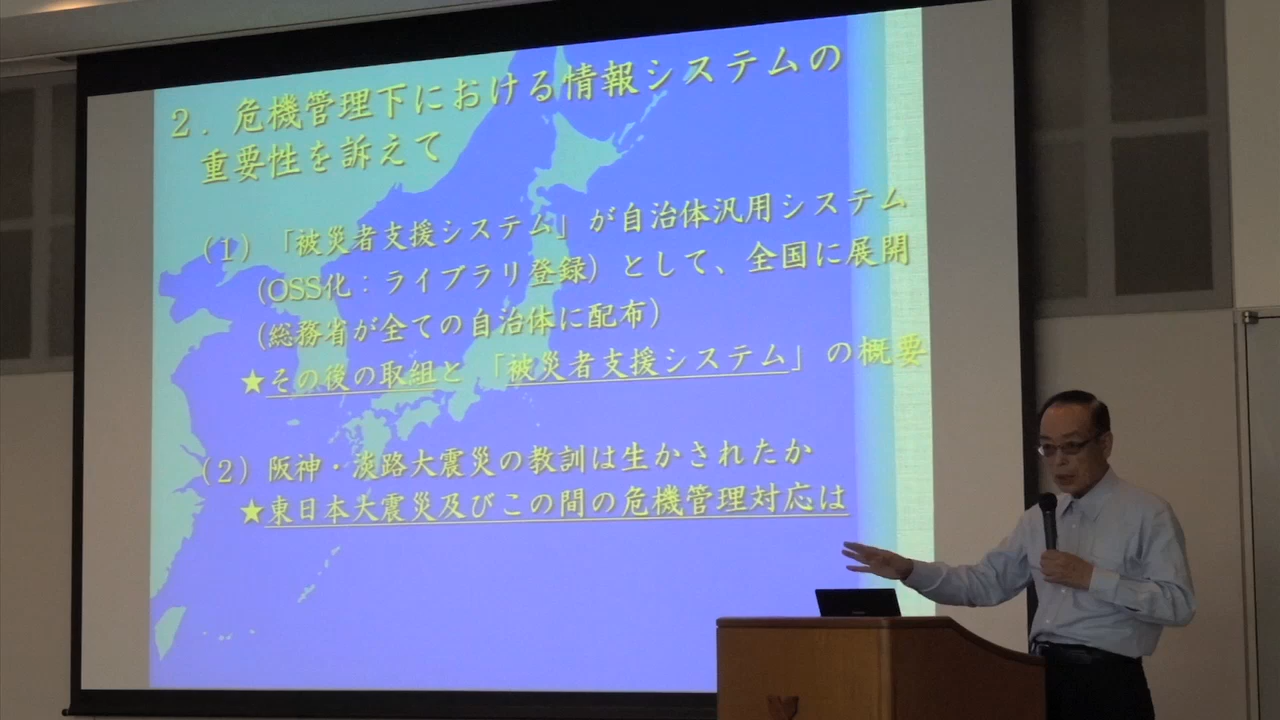 2．危機管理下における情報システムの
重要性を訴えて
(1)「被災者支援システム」が自治体汎用システム
(OSS化：ライブラリ登録）として、全国に展開
（総務省が全ての自治体に配布）
★その後の取組と「被災者支援システム」の概要
(2)阪神・淡路大震災の教訓は生かされたか
★東日本大震災及びこの間の危機管理対応は